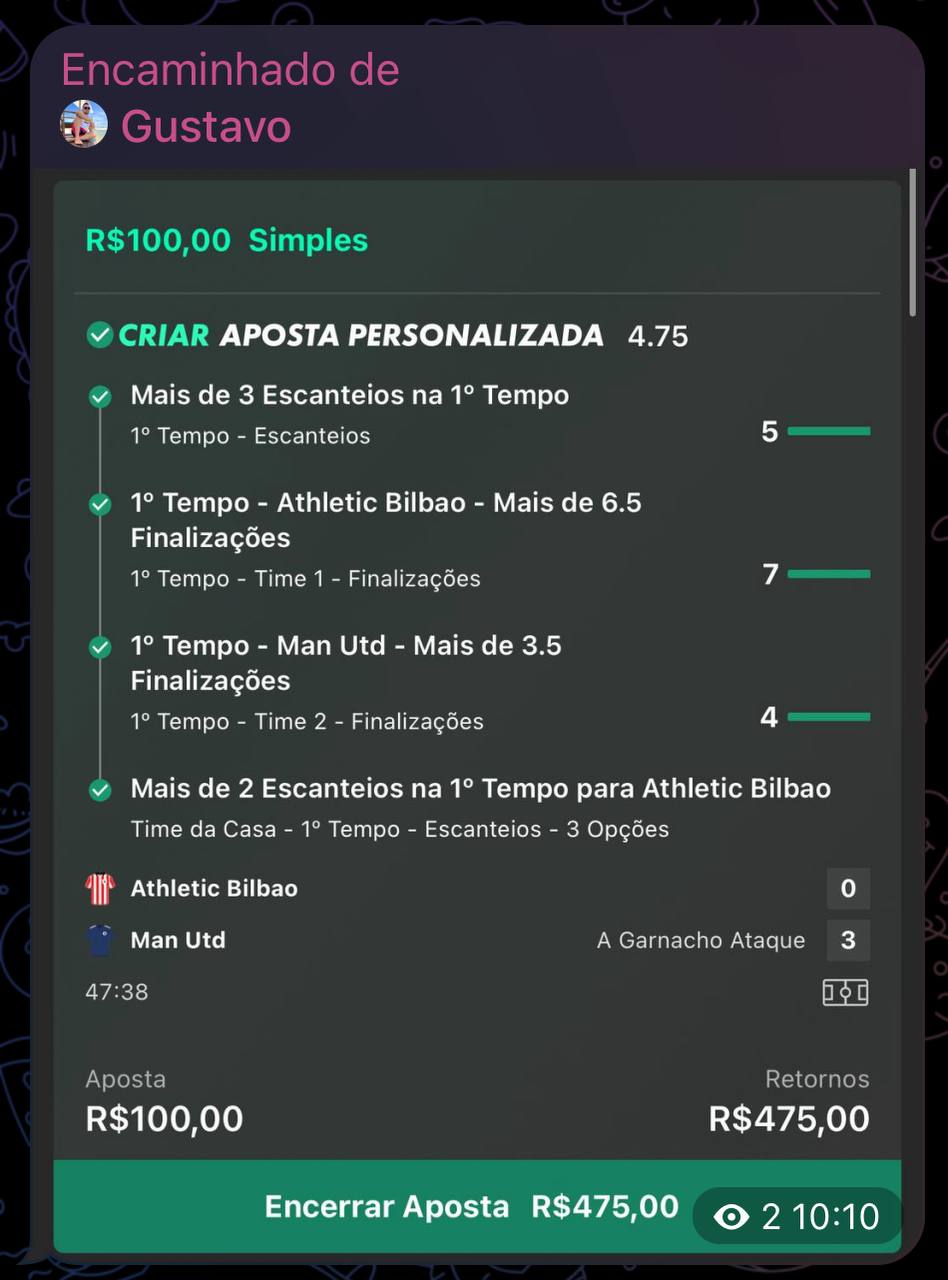 Encaminhado de
Gustavo
R$100,00 Simples
CRIAR APOSTA PERSONALIZADA 4.75
Mais de 3 Escanteios na 1º Tempo
1º Tempo - Escanteios
5
1º Tempo - Athletic Bilbao - Mais de 6.5
Finalizações
1º Tempo - Time 1 - Finalizações
7
1º Tempo - Man Utd - Mais de 3.5
Finalizações
1º Tempo - Time 2 - Finalizações
4
Mais de 2 Escanteios na 1º Tempo para Athletic Bilbao
Time da Casa - 1º Tempo - Escanteios - 3 Opções
Athletic Bilbao 0
Man Utd A Garnacho Ataque 3
47:38
Aposta Retornos
R$100,00 R$475,00
Encerrar Aposta R$475,00
2 10:10